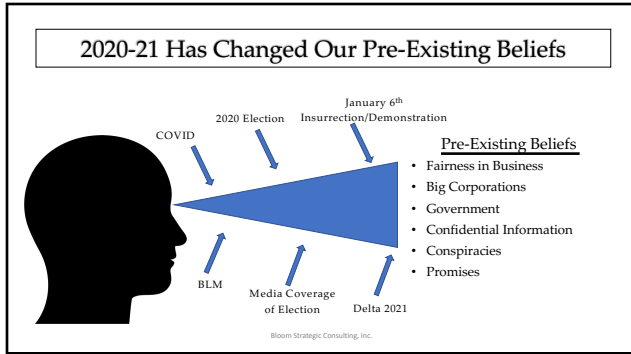 2020-21 Has Changed Our Pre-Existing Beliefs
January 6th
Insurrection/Demonstration
2020 Election
COVID
Pre-Existing Beliefs
• Fairness in Business
• Big Corporations
• Government
• Confidential Information
• Conspiracies
• Promises
BLM
Media Coverage
of Election
Delta 2021
Bloom Strategic Consulting, Inc.